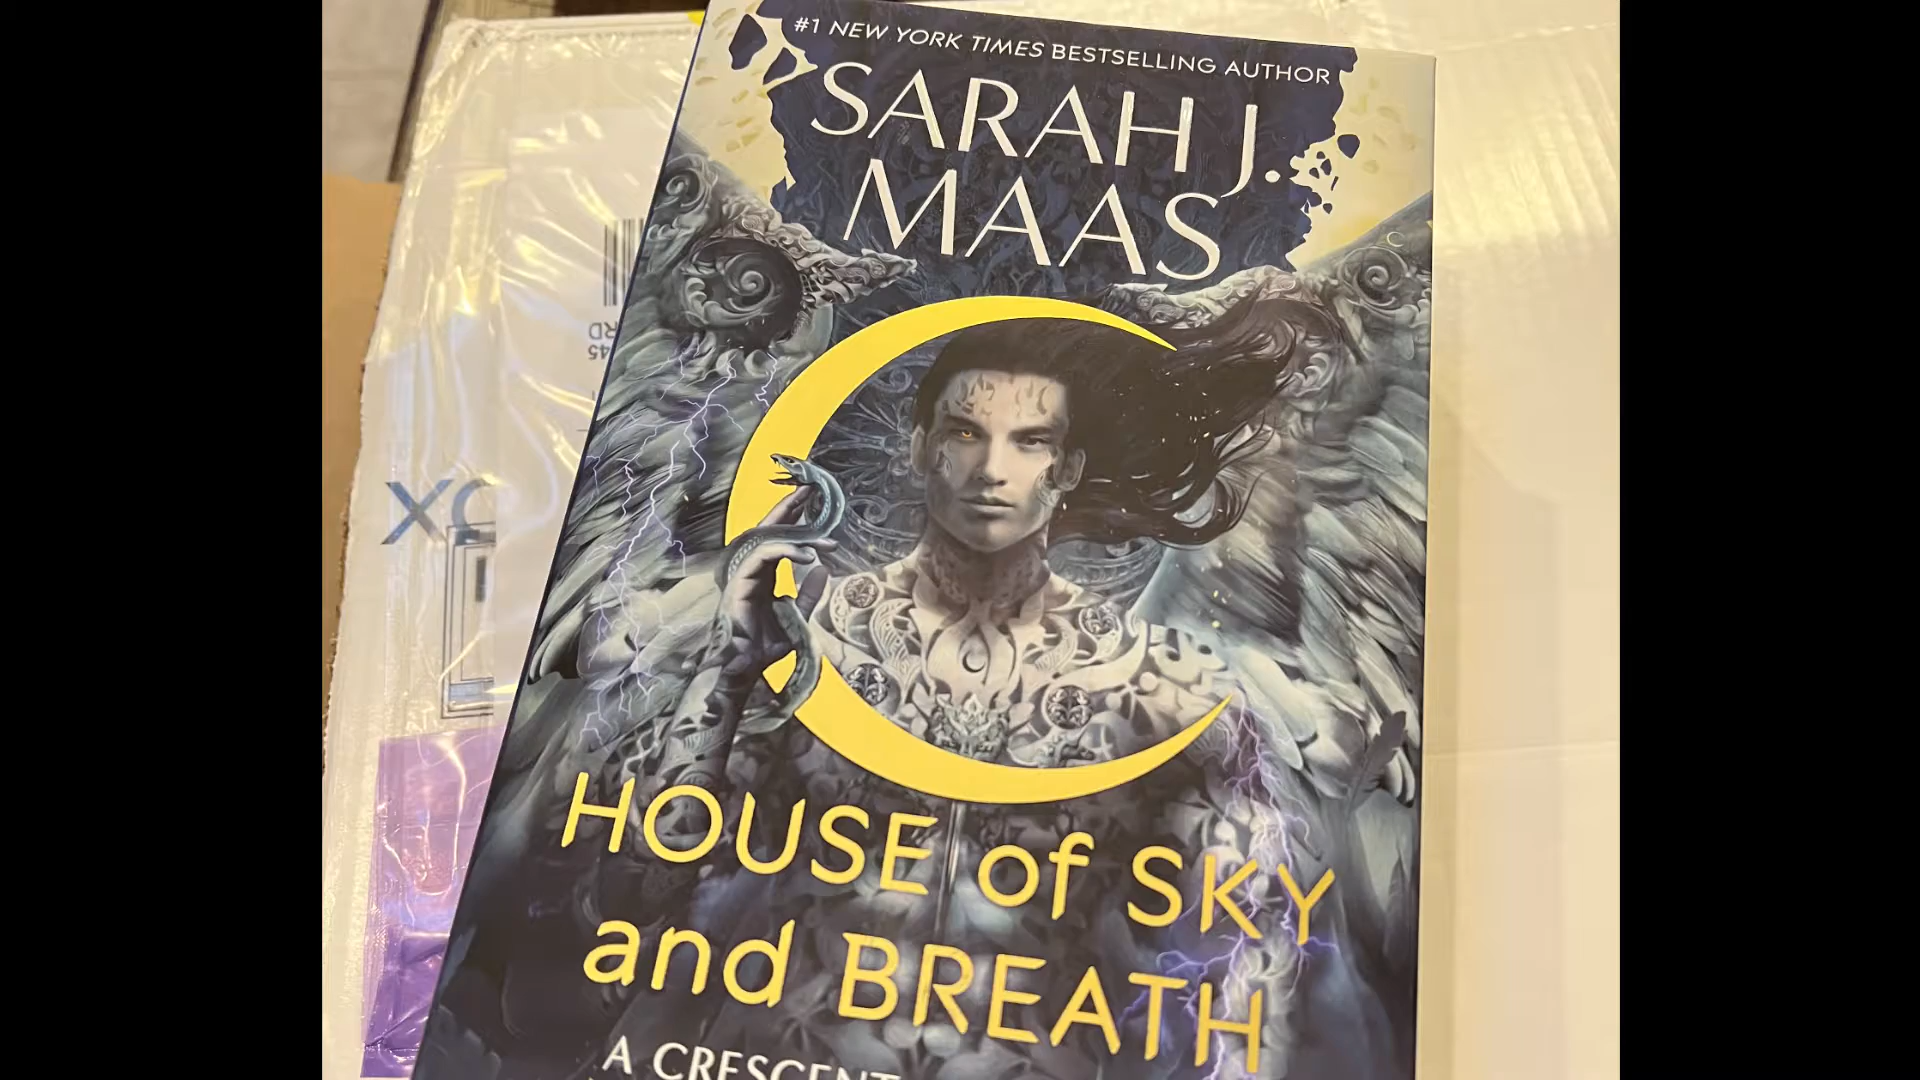 #1 NEW YORK TIMES BESTSELLING AUTHOR
SARAH J.
MAAS
HOUSE of SKY
and BREATH
A CRESCENT